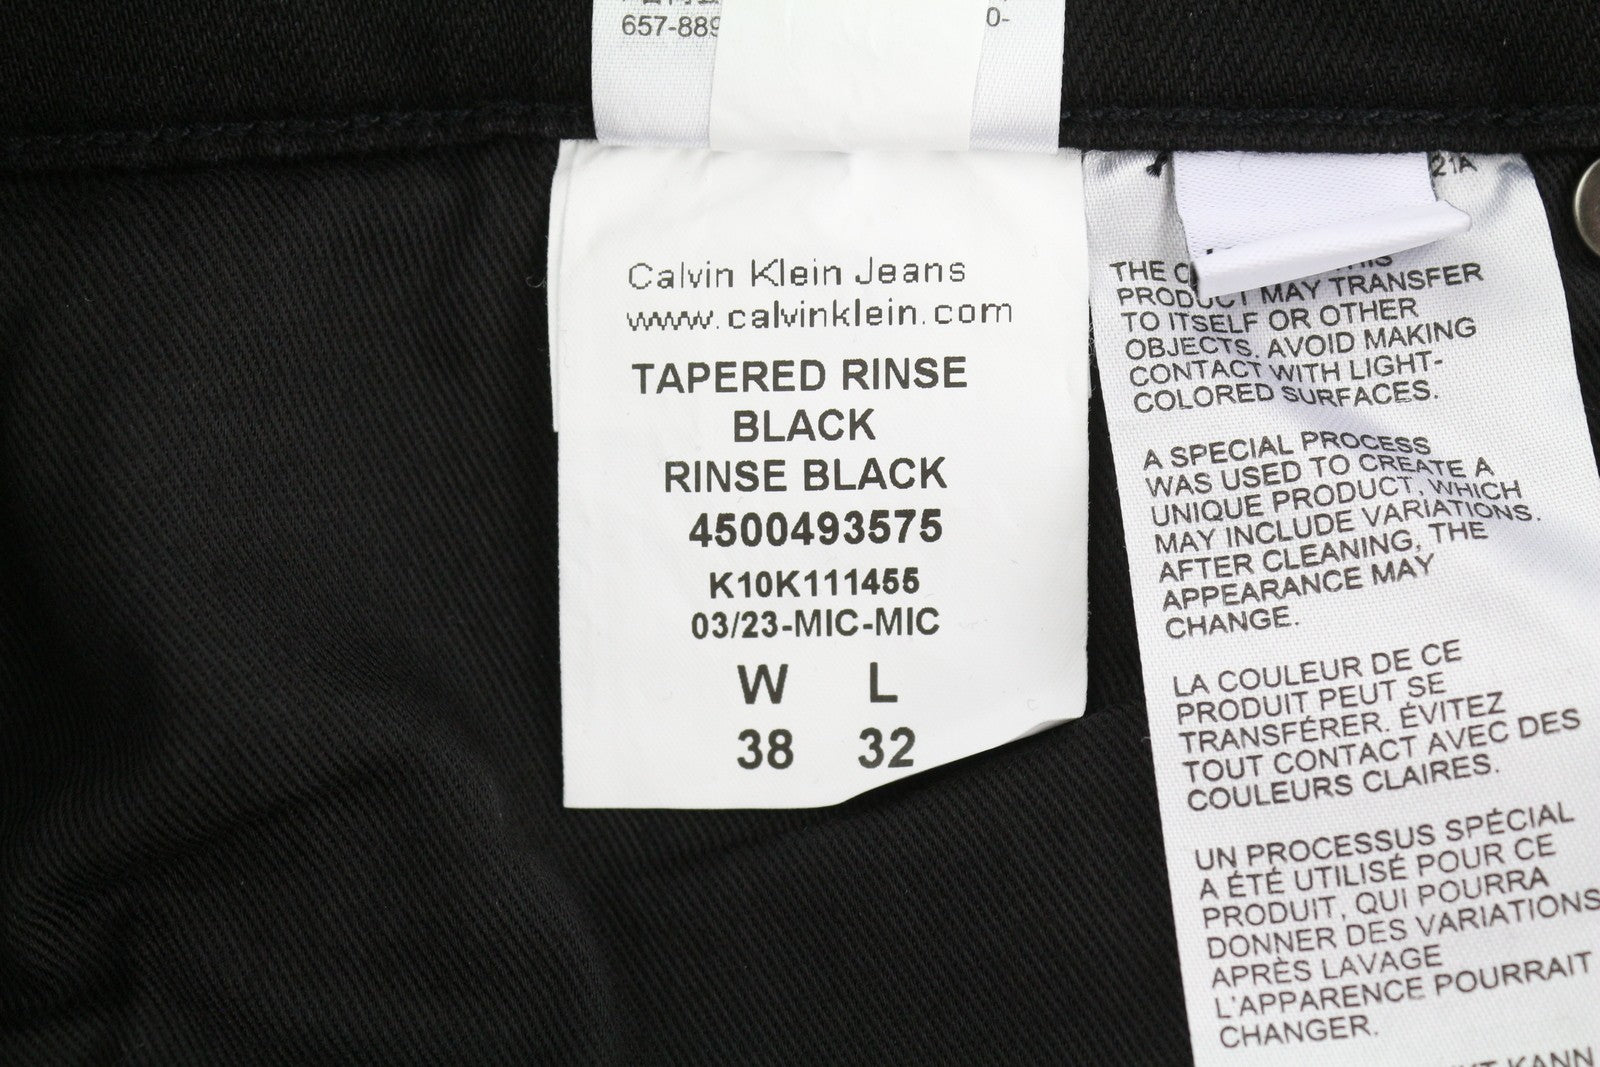 657-889
0-
Calvin Klein Jeans
www.calvinklein.com
TAPERED RINSE
BLACK
RINSE BLACK
4500493575
K10K111455
03/23-MIC-MIC
W L
38 32
21A
THE
PRODUCT MAY TRANSFER
TO ITSELF OR OTHER
OBJECTS. AVOID MAKING
CONTACT WITH LIGHT-
COLORED SURFACES.
A SPECIAL PROCESS
WAS USED TO CREATE A
UNIQUE PRODUCT, WHICH
MAY INCLUDE VARIATIONS.
AFTER CLEANING, THE
APPEARANCE MAY
CHANGE.
LA COULEUR DE CE
PRODUIT PEUT SE
TRANSFÉRER. ÉVITEZ
TOUT CONTACT AVEC DES
COULEURS CLAIRES.
UN PROCESSUS SPÉCIAL
A ÉTÉ UTILISÉ POUR CE
PRODUIT, QUI POURRA
DONNER DES VARIATIONS
APRÈS LAVAGE
L'APPARENCE POURRAIT
CHANGER.
KANN